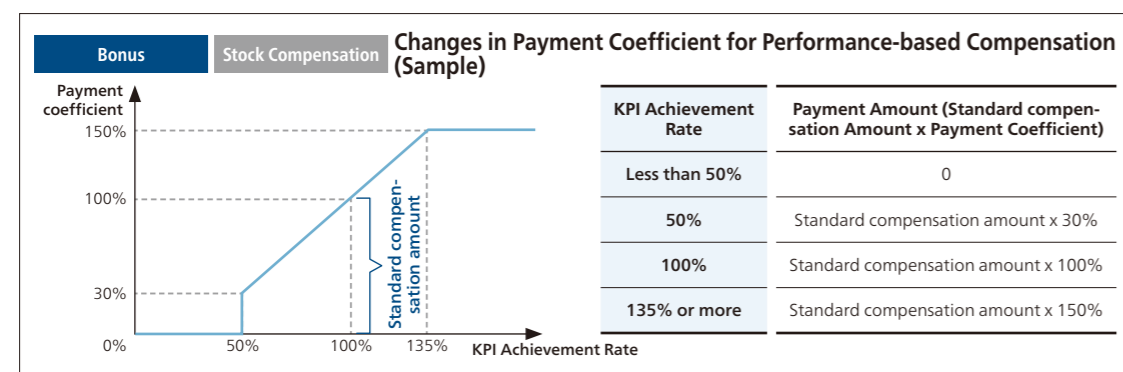 Bonus
Stock Compensation
Changes in Payment Coefficient for Performance-based Compensation
(Sample)
Payment
coefficient
150%
100%
30%
0%
50%
100%
135%
KPI Achievement Rate
Standard compen-
sation amount
KPI Achievement
Rate
Payment Amount (Standard compen-
sation Amount x Payment Coefficient)
Less than 50%
0
50%
Standard compensation amount x 30%
100%
Standard compensation amount x 100%
135% or more
Standard compensation amount x 150%